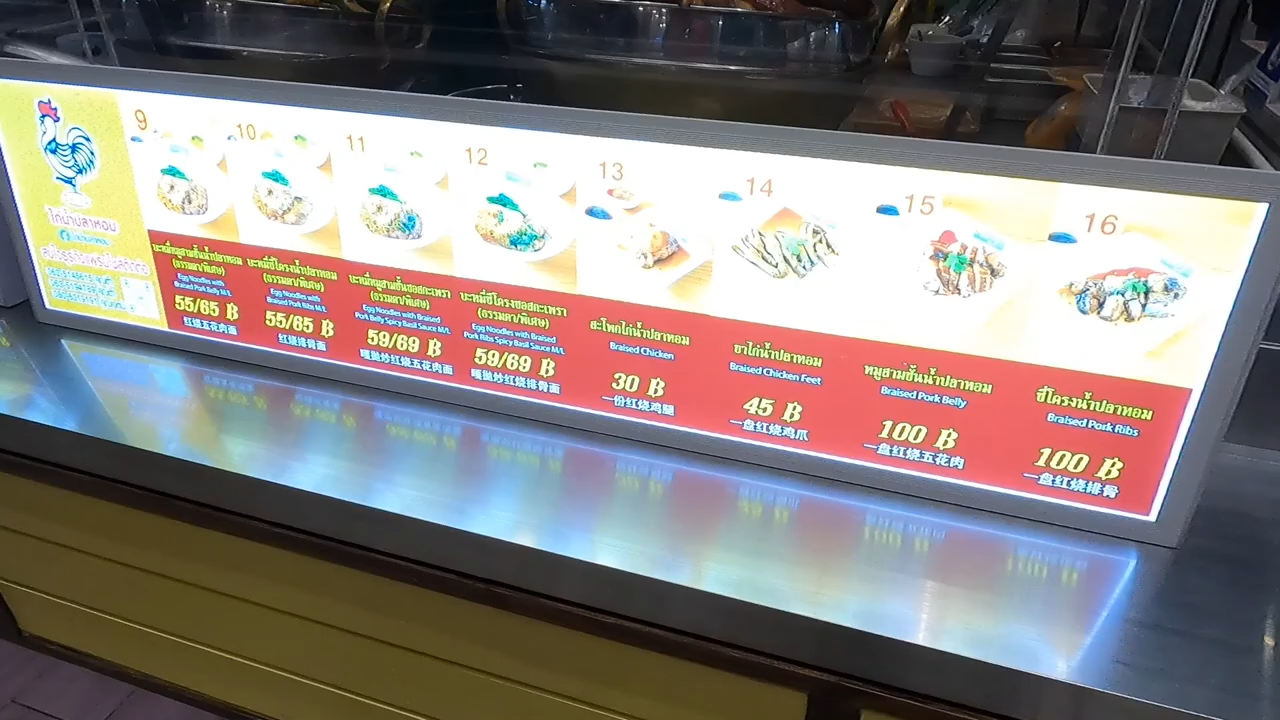 9
10
11
12
13
14
15
16
ไก่น้ำปลาหอม
บะหมี่หมูสามชั้นน้ำปลาหอม
(ธรรมดา/พิเศษ)
Egg Noodles with
Braised Pork Belly M/L
55/65 ฿
红烧五花肉面
บะหมี่ซี่โครงน้ำปลาหอม
(ธรรมดา/พิเศษ)
Egg Noodles with
Braised Pork Ribs M/L
55/65 ฿
红烧排骨面
บะหมี่หมูสามชั้นซอสกะเพรา
(ธรรมดา/พิเศษ)
Egg Noodles with Braised
Pork Belly Spicy Basil Sauce M/L
59/69 ฿
嘎抛炒红烧五花肉面
บะหมี่ซี่โครงซอสกะเพรา
(ธรรมดา/พิเศษ)
Egg Noodles with Braised
Pork Ribs Spicy Basil Sauce M/L
59/69 ฿
嘎抛炒红烧排骨面
สะโพกไก่น้ำปลาหอม
Braised Chicken
30 ฿
一份红烧鸡腿
ขาไก่น้ำปลาหอม
Braised Chicken Feet
45 ฿
一盘红烧鸡爪
หมูสามชั้นน้ำปลาหอม
Braised Pork Belly
100 ฿
一盘红烧五花肉
ซี่โครงน้ำปลาหอม
Braised Pork Ribs
100 ฿
一盘红烧排骨